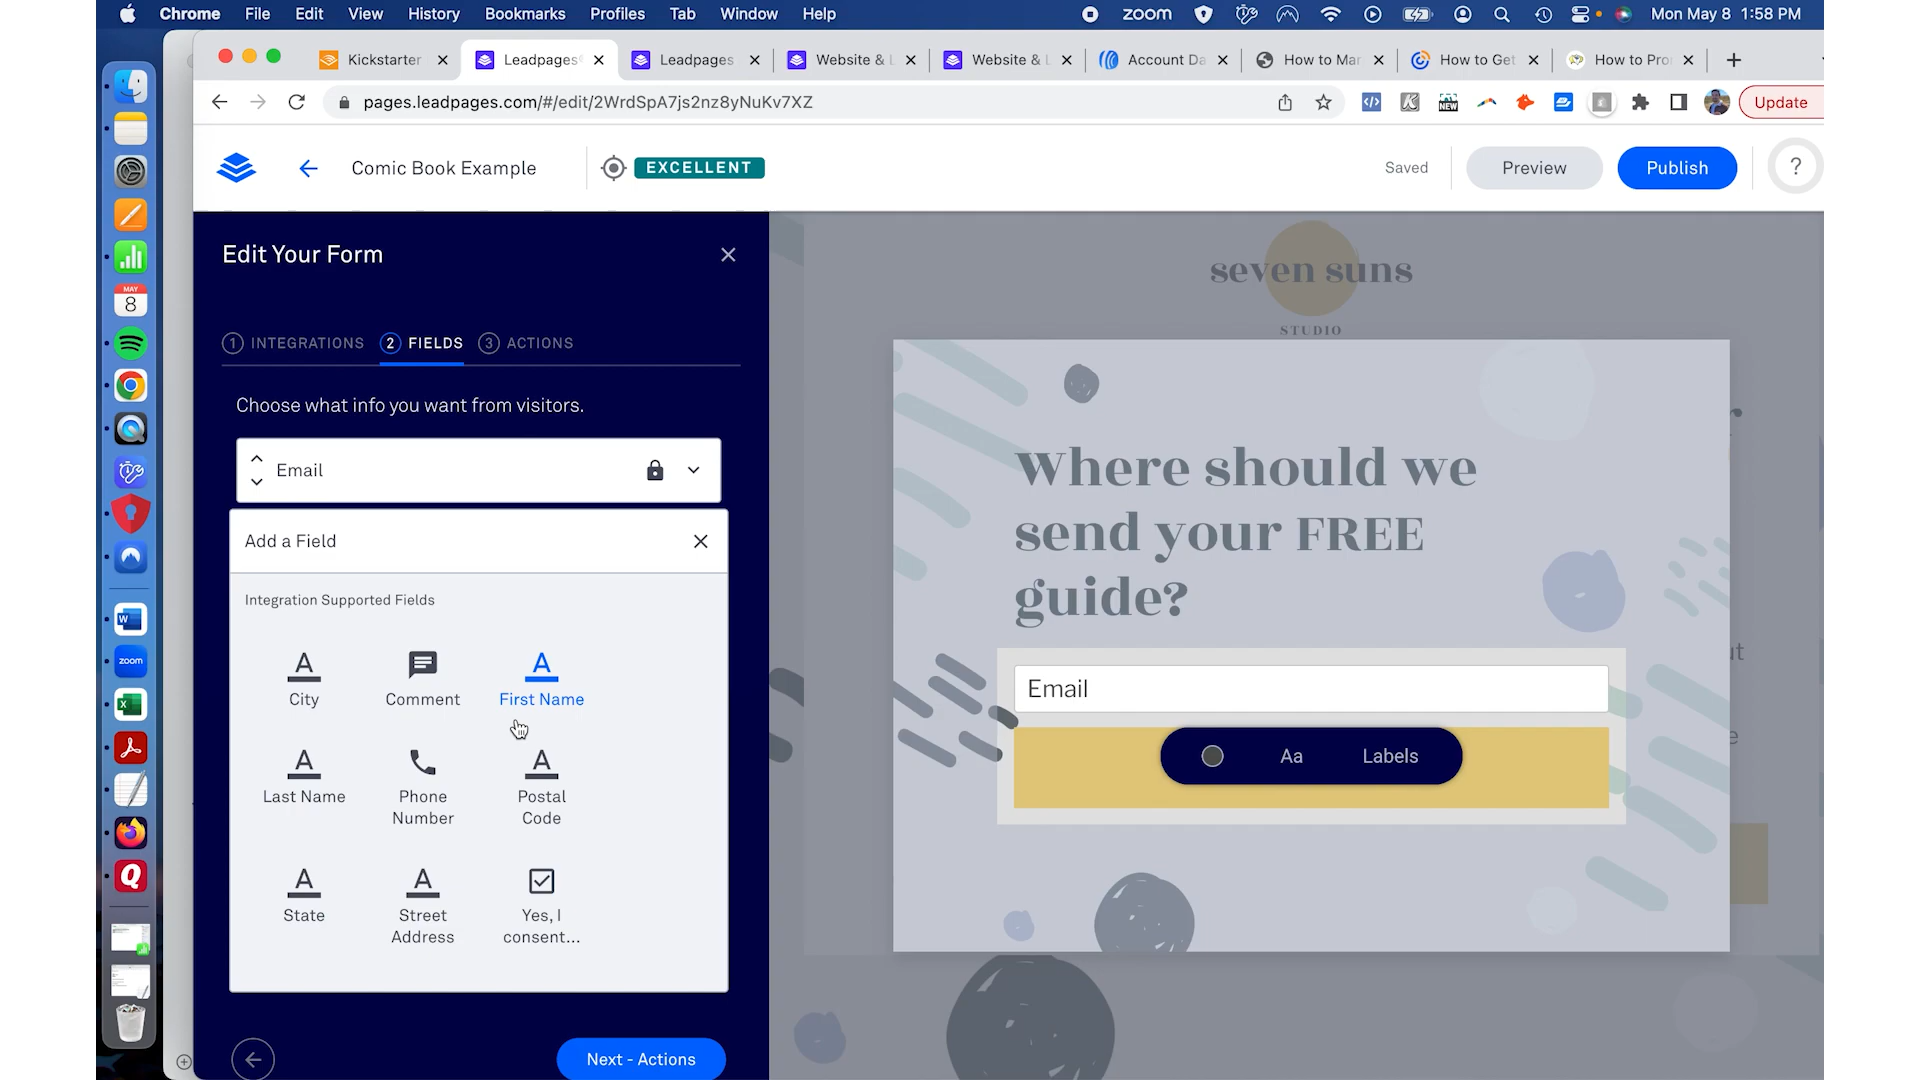 Chrome File Edit View History Bookmarks Profiles Tab Window Help zoom Mon May 8 1:58 PM
Kickstarter Leadpages Leadpages Website & L Website & L Account Da How to Mar How to Get How to Pro
pages.leadpages.com/#/edit/2WrdSpA7js2nz8yNuKv7XZ NEW Update
Comic Book Example EXCELLENT Saved Preview Publish ?
Edit Your Form
1 INTEGRATIONS 2 FIELDS 3 ACTIONS
Choose what info you want from visitors.
Email
Add a Field
Integration Supported Fields
City Comment First Name
Last Name Phone Number Postal Code
State Street Address Yes, I consent...
Next - Actions
seven suns
STUDIO
Where should we
send your FREE
guide?
Email
Aa Labels
MAY
8
zoom